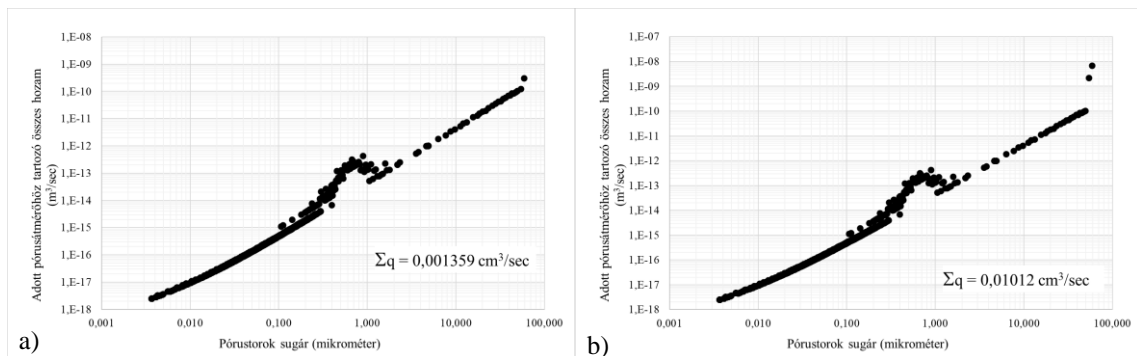 1,E-08
1,E-09
1,E-10
1,E-11
1,E-12
1,E-13
1,E-14
1,E-15
1,E-16
1,E-17
1,E-18
Adott pórusátmérőhöz tartozó összes hozam
(m³/sec)
Σq = 0,001359 cm³/sec
0,001
0,010
0,100
1,000
10,000
100,000
Pórustorok sugár (mikrométer)
a)
1,E-07
1,E-08
1,E-09
1,E-10
1,E-11
1,E-12
1,E-13
1,E-14
1,E-15
1,E-16
1,E-17
1,E-18
Adott pórusátmérőhöz tartozó összes hozam
(m³/sec)
Σq = 0,01012 cm³/sec
0,001
0,010
0,100
1,000
10,000
100,000
Pórustorok sugár (mikrométer)
b)